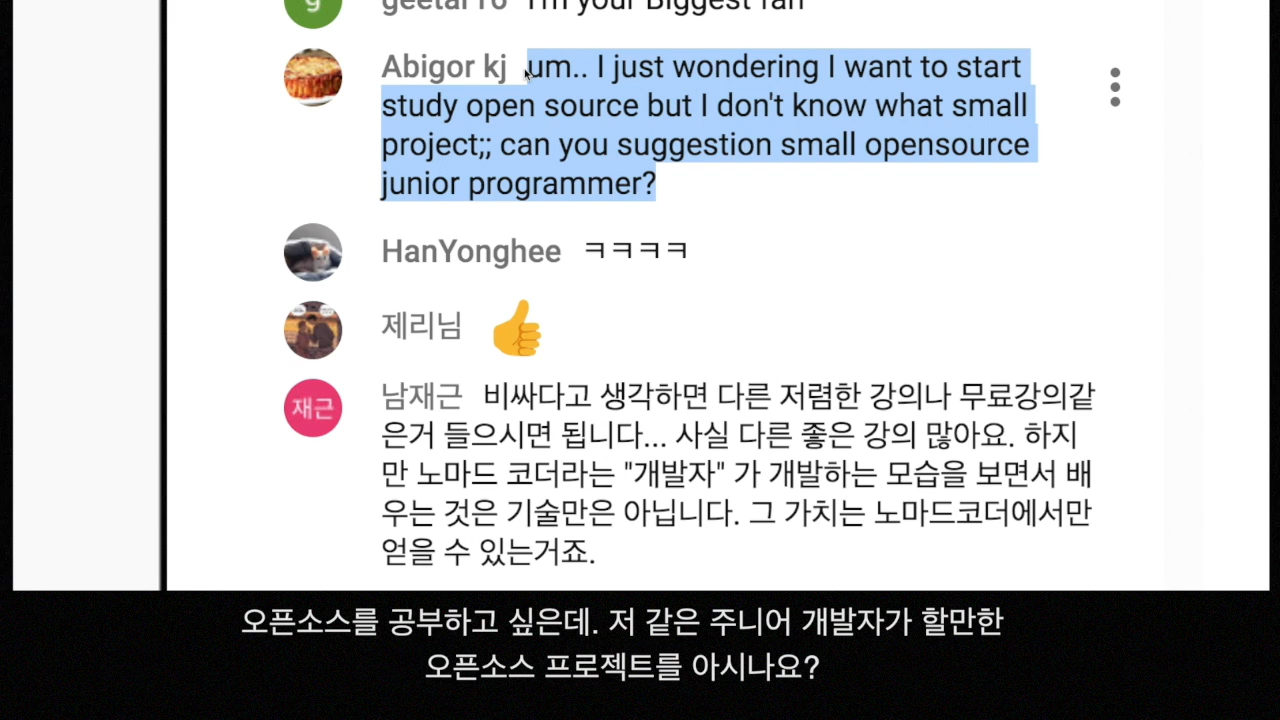 g geetar16 I'm your Biggest fan
Abigor kj um.. I just wondering I want to start
study open source but I don't know what small
project;; can you suggestion small opensource
junior programmer?
HanYonghee ㅋㅋㅋㅋ
제리님 👍
재근 남재근 비싸다고 생각하면 다른 저렴한 강의나 무료강의같
은거 들으시면 됩니다... 사실 다른 좋은 강의 많아요. 하지
만 노마드 코더라는 "개발자" 가 개발하는 모습을 보면서 배
우는 것은 기술만은 아닙니다. 그 가치는 노마드코더에서만
얻을 수 있는거죠.
오픈소스를 공부하고 싶은데. 저 같은 주니어 개발자가 할만한
오픈소스 프로젝트를 아시나요?